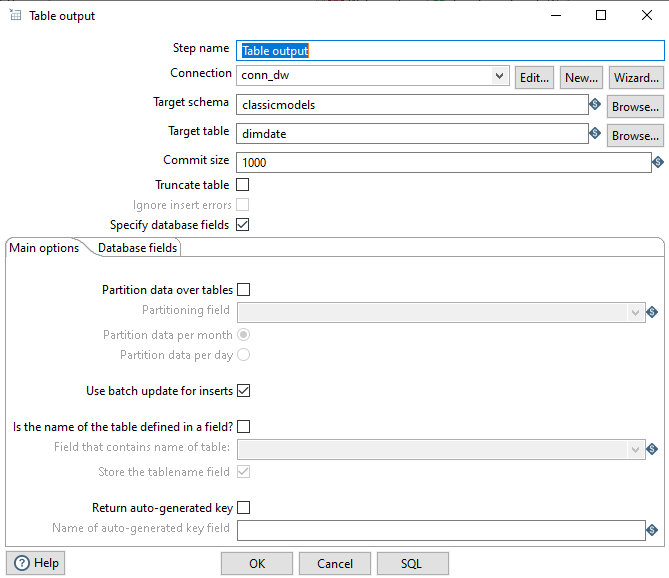 Table output
Step name Table output
Connection conn_dw Edit... New... Wizard...
Target schema classicmodels Browse...
Target table dimdate Browse...
Commit size 1000
Truncate table
Ignore insert errors
Specify database fields
Main options Database fields
Partition data over tables
Partitioning field
Partition data per month
Partition data per day
Use batch update for inserts
Is the name of the table defined in a field?
Field that contains name of table:
Store the tablename field
Return auto-generated key
Name of auto-generated key field
Help OK Cancel SQL